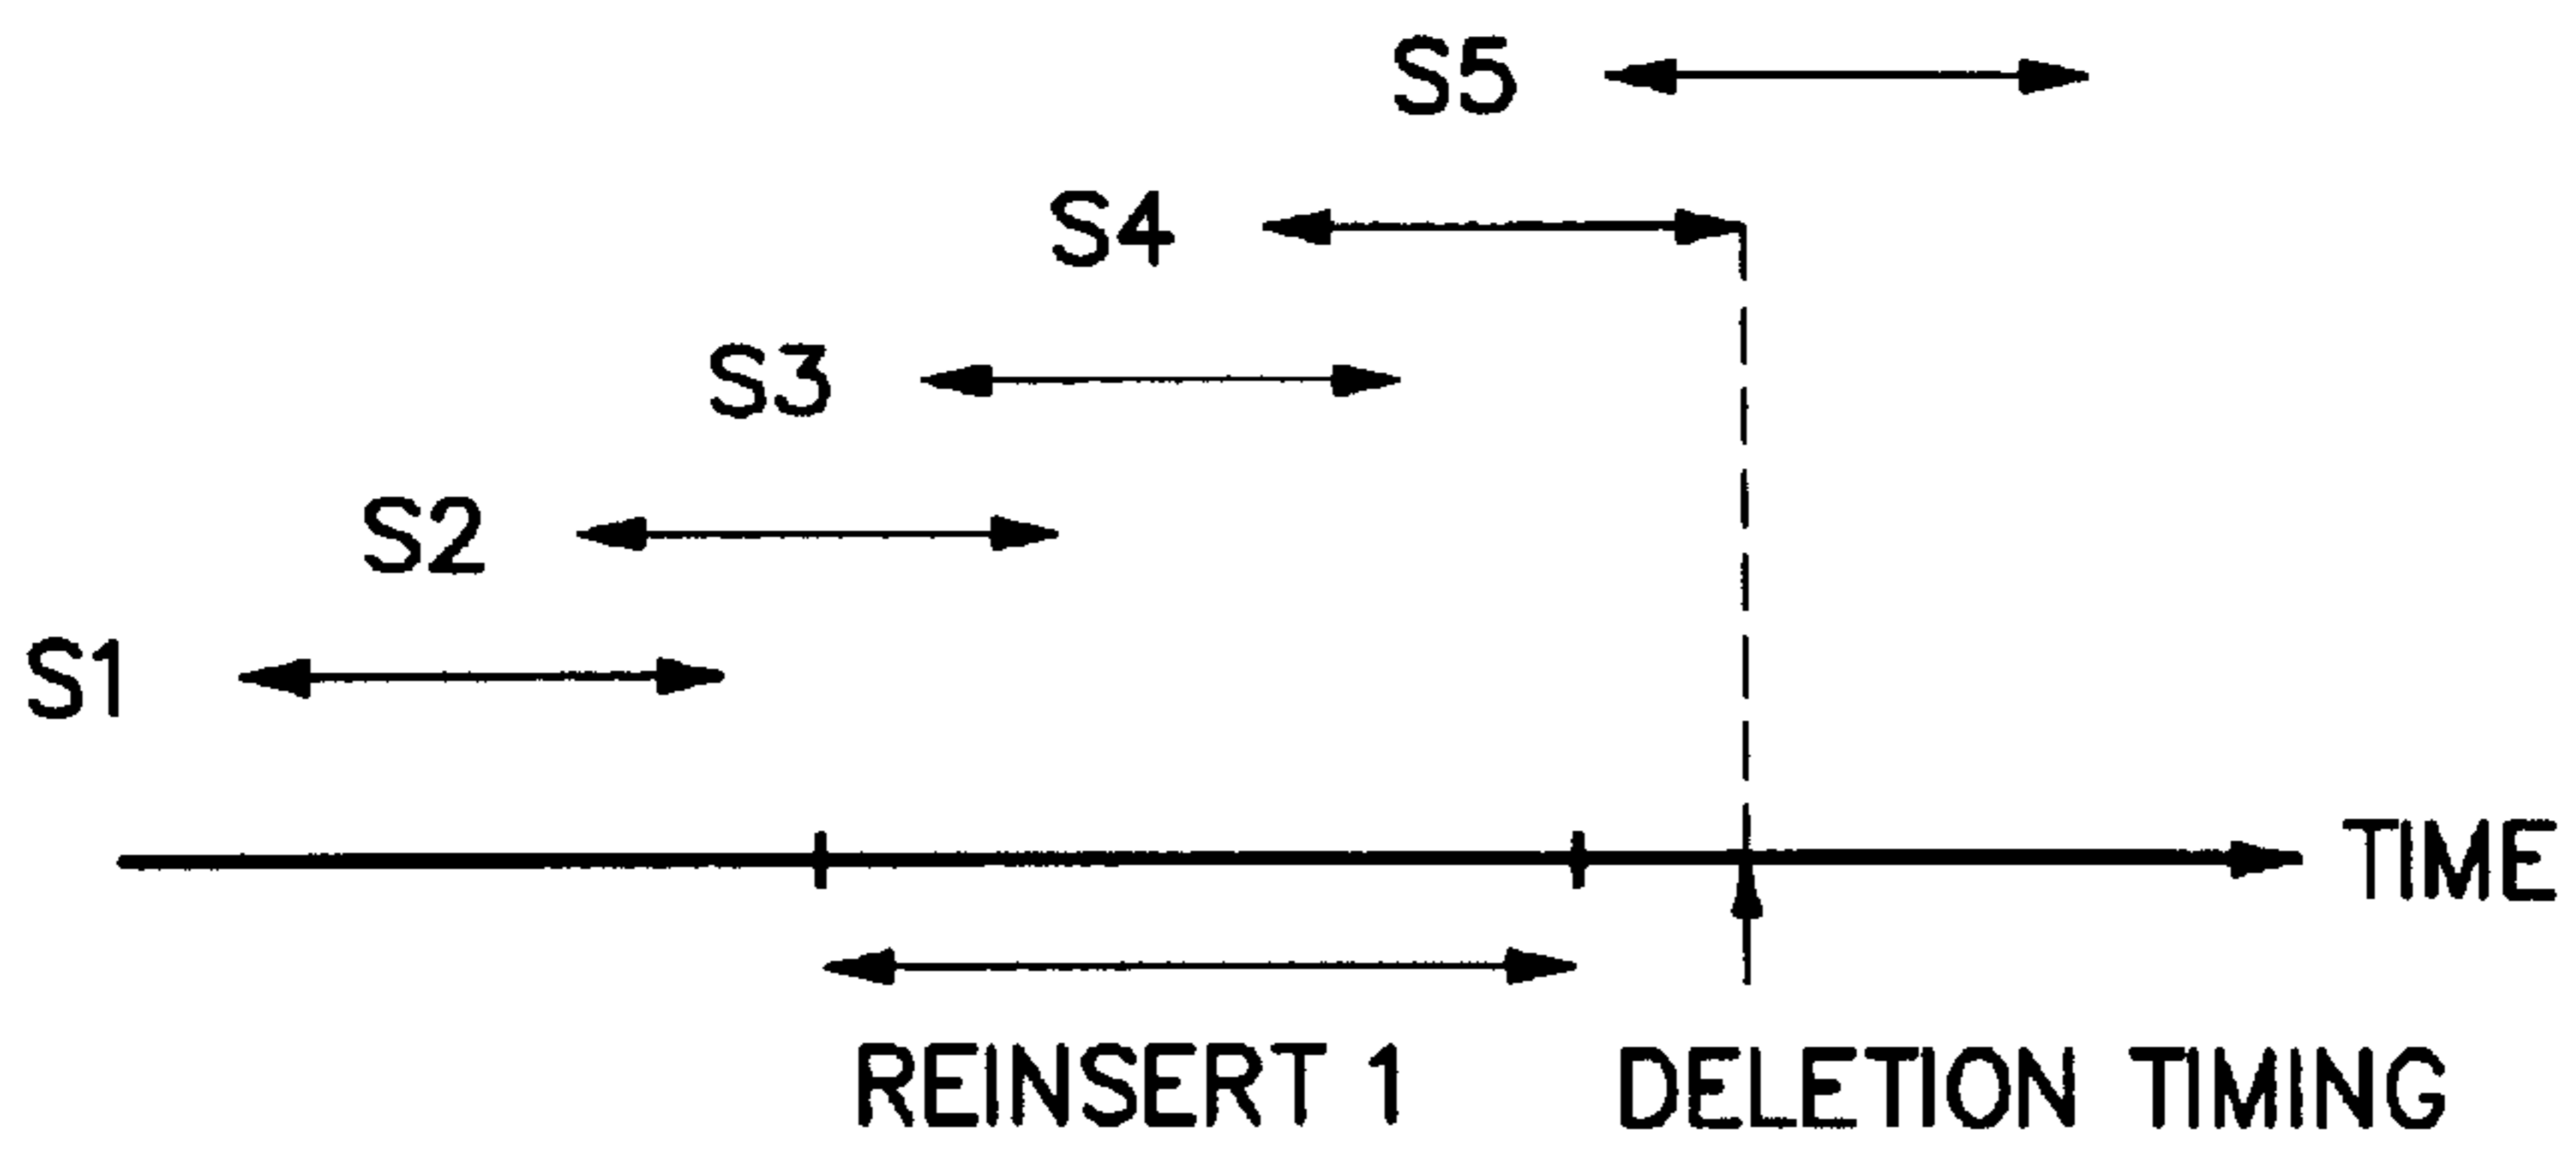 S5
S4
S3
S2
S1
TIME
REINSERT 1
DELETION TIMING